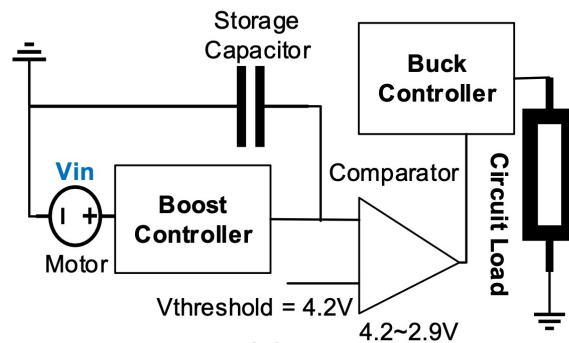 Storage
Capacitor
Buck
Controller
Vin
Comparator
Boost
Controller
Circuit Load
Motor
Vthreshold = 4.2V
4.2~2.9V